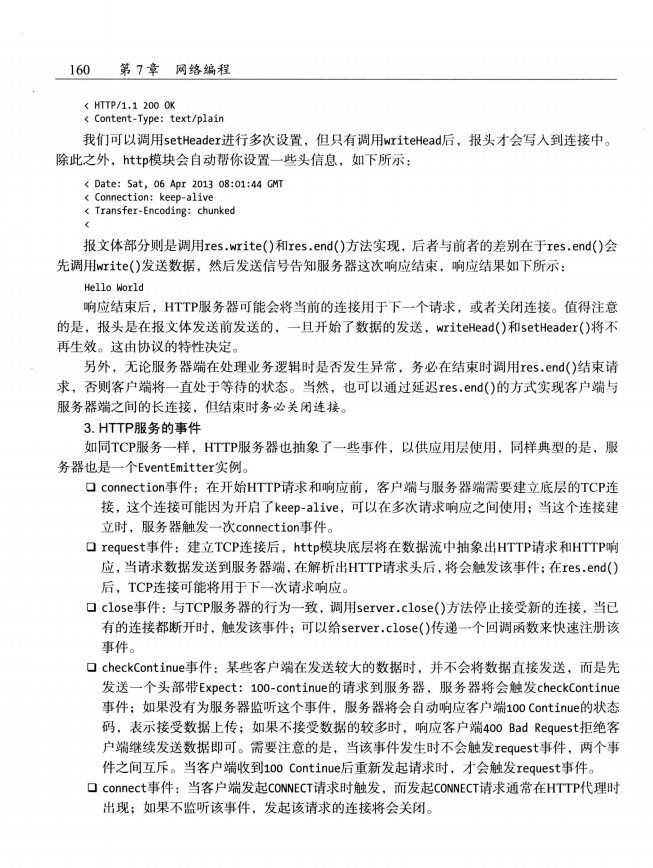 160 第7章 网络编程
< HTTP/1.1 200 OK
< Content-Type: text/plain
我们可以调用setHeader进行多次设置，但只有调用writeHead后，报头才会写入到连接中。
除此之外，http模块会自动帮你设置一些头信息，如下所示：
< Date: Sat, 06 Apr 2013 08:01:44 GMT
< Connection: keep-alive
< Transfer-Encoding: chunked
<
报文体部分则是调用res.write()和res.end()方法实现，后者与前者的差别在于res.end()会
先调用write()发送数据，然后发送信号告知服务器这次响应结束，响应结果如下所示：
Hello World
响应结束后，HTTP服务器可能会将当前的连接用于下一个请求，或者关闭连接。值得注意
的是，报头是在报文体发送前发送的，一旦开始了数据的发送，writeHead()和setHeader()将不
再生效。这由协议的特性决定。
另外，无论服务器端在处理业务逻辑时是否发生异常，务必在结束时调用res.end()结束请
求，否则客户端将一直处于等待的状态。当然，也可以通过延迟res.end()的方式实现客户端与
服务器端之间的长连接，但结束时务必关闭连接。
3. HTTP服务的事件
如同TCP服务一样，HTTP服务器也抽象了一些事件，以供应用层使用，同样典型的是，服
务器也是一个EventEmitter实例。
❑ connection事件：在开始HTTP请求和响应前，客户端与服务器端需要建立底层的TCP连
接，这个连接可能因为开启了keep-alive，可以在多次请求响应之间使用；当这个连接建
立时，服务器触发一次connection事件。
❑ request事件：建立TCP连接后，http模块底层将在数据流中抽象出HTTP请求和HTTP响
应，当请求数据发送到服务器端，在解析出HTTP请求头后，将会触发该事件；在res.end()
后，TCP连接可能将用于下一次请求响应。
❑ close事件：与TCP服务器的行为一致，调用server.close()方法停止接受新的连接，当已
有的连接都断开时，触发该事件；可以给server.close()传递一个回调函数来快速注册该
事件。
❑ checkContinue事件：某些客户端在发送较大的数据时，并不会将数据直接发送，而是先
发送一个头部带Expect: 100-continue的请求到服务器，服务器将会触发checkContinue
事件；如果没有为服务器监听这个事件，服务器将会自动响应客户端100 Continue的状态
码，表示接受数据上传；如果不接受数据的较多时，响应客户端400 Bad Request拒绝客
户端继续发送数据即可。需要注意的是，当该事件发生时不会触发request事件，两个事
件之间互斥。当客户端收到100 Continue后重新发起请求时，才会触发request事件。
❑ connect事件：当客户端发起CONNECT请求时触发，而发起CONNECT请求通常在HTTP代理时
出现；如果不监听该事件，发起该请求的连接将会关闭。